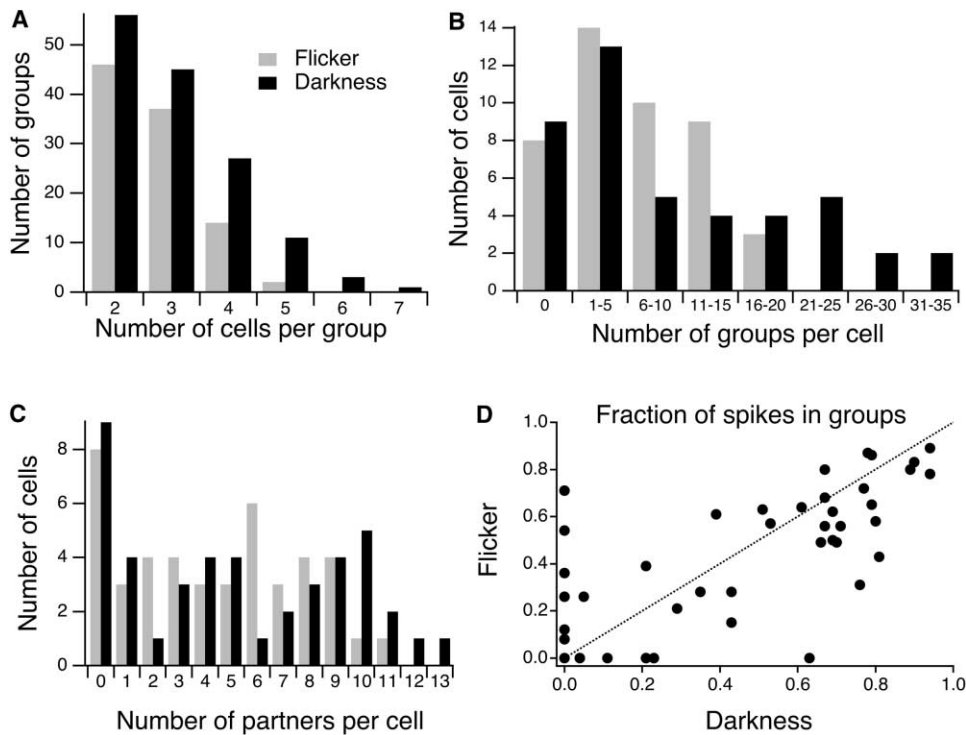 A
Number of groups
50
40
30
20
10
0
Flicker
Darkness
2 3 4 5 6 7
Number of cells per group
B
Number of cells
14
12
10
8
6
4
2
0
0 1-5 6-10 11-15 16-20 21-25 26-30 31-35
Number of groups per cell
C
Number of cells
8
6
4
2
0
0 1 2 3 4 5 6 7 8 9 10 11 12 13
Number of partners per cell
D
Fraction of spikes in groups
Flicker
1.0
0.8
0.6
0.4
0.2
0.0
0.0 0.2 0.4 0.6 0.8 1.0
Darkness